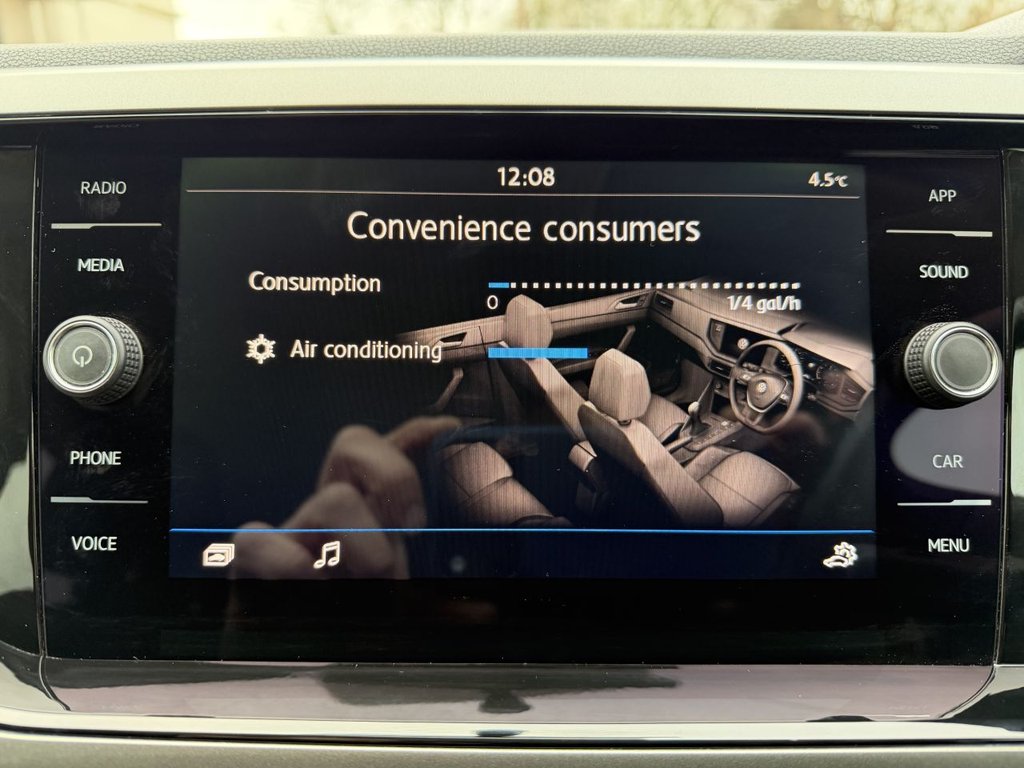 RADIO
MEDIA
PHONE
VOICE
12:08
4.5°C
Convenience consumers
Consumption
0
1/4 gal/h
Air conditioning
APP
SOUND
CAR
MENU